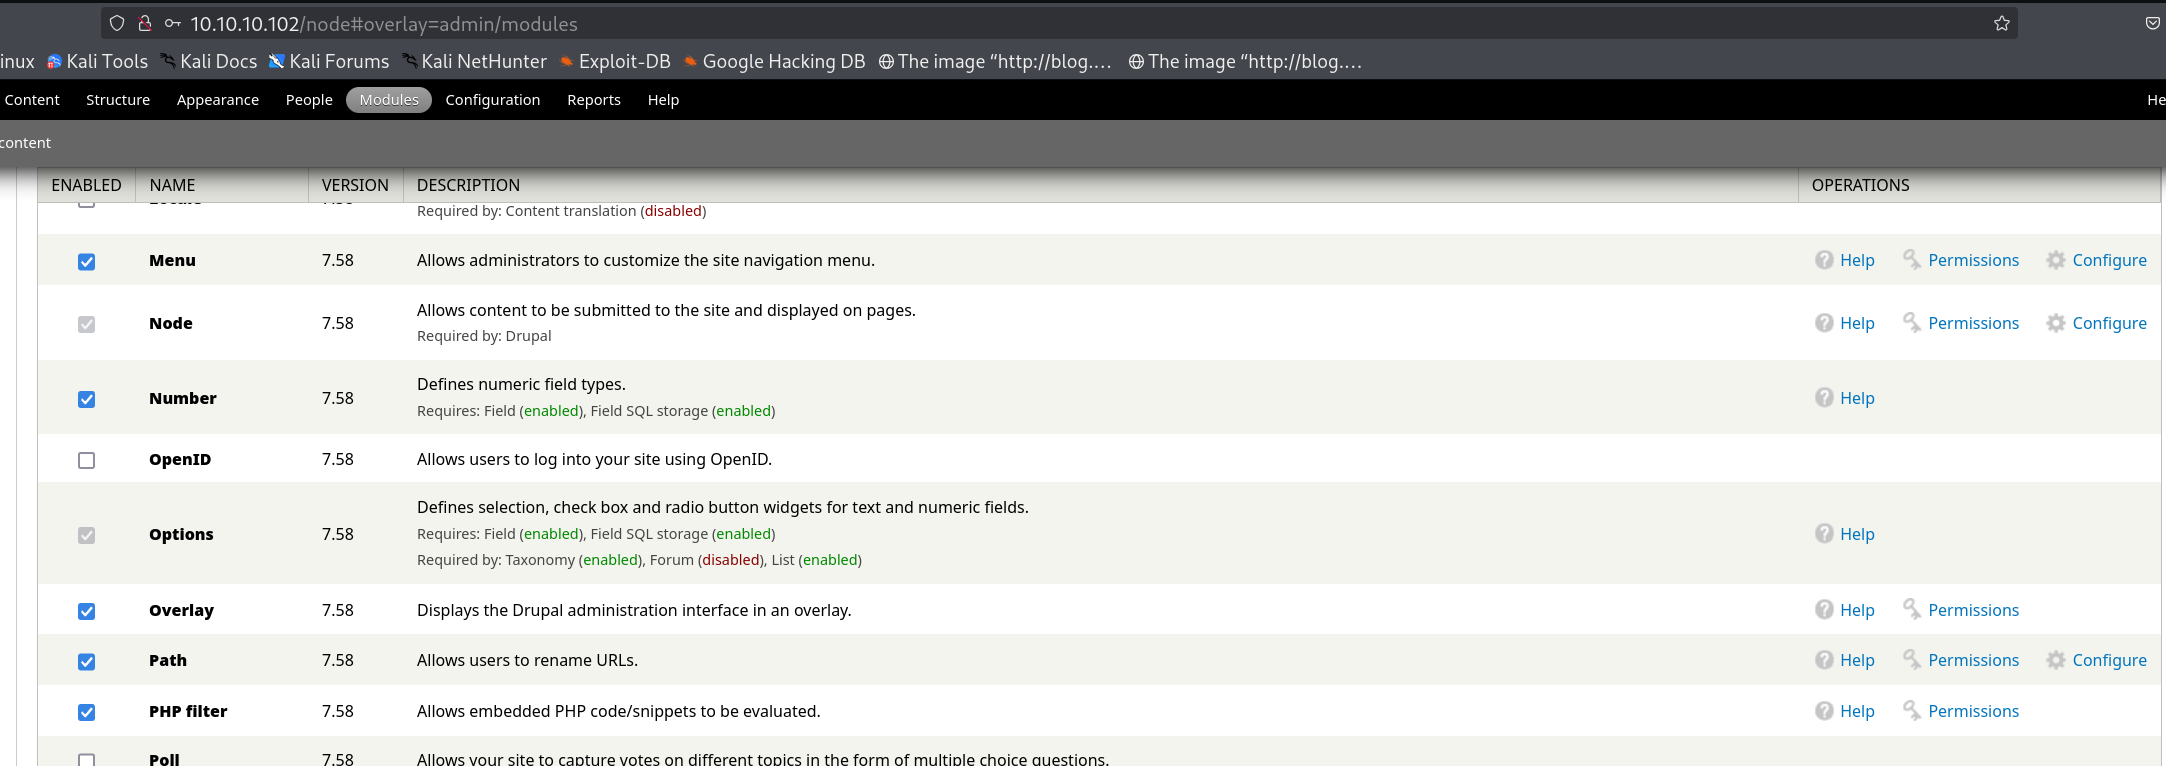 10.10.10.102/node#overlay=admin/modules
inux Kali Tools Kali Docs Kali Forums Kali NetHunter Exploit-DB Google Hacking DB The image “http://blog.… The image “http://blog.…
Content Structure Appearance People Modules Configuration Reports Help He
content
ENABLED NAME VERSION DESCRIPTION OPERATIONS
Required by: Content translation (disabled)
Menu 7.58 Allows administrators to customize the site navigation menu. Help Permissions Configure
Allows content to be submitted to the site and displayed on pages.
Node 7.58 Help Permissions Configure
Required by: Drupal
Defines numeric field types.
Number 7.58 Help
Requires: Field (enabled), Field SQL storage (enabled)
OpenID 7.58 Allows users to log into your site using OpenID.
Defines selection, check box and radio button widgets for text and numeric fields.
Options 7.58 Requires: Field (enabled), Field SQL storage (enabled) Help
Required by: Taxonomy (enabled), Forum (disabled), List (enabled)
Overlay 7.58 Displays the Drupal administration interface in an overlay. Help Permissions
Path 7.58 Allows users to rename URLs. Help Permissions Configure
PHP filter 7.58 Allows embedded PHP code/snippets to be evaluated. Help Permissions
Poll 7.58 Allows your site to capture votes on different topics in the form of multiple choice questions.